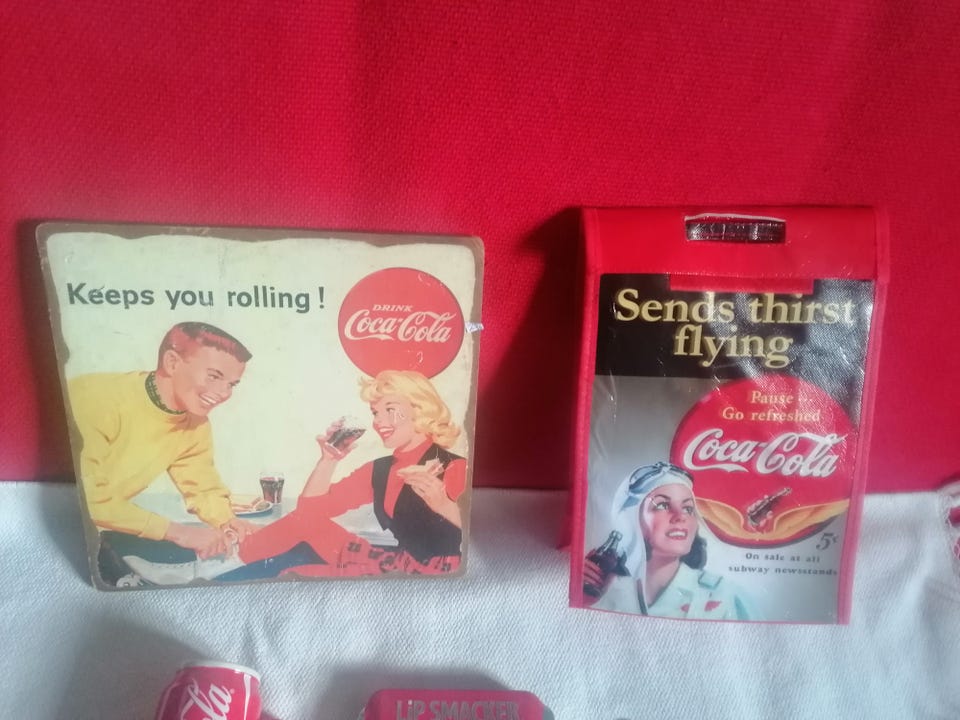 Keeps you rolling!
DRINK
Coca-Cola
Sends thirst
flying
Pause...
Go refreshed
Coca-Cola
5¢
On sale at all
subway newsstands
LiP SMACKER